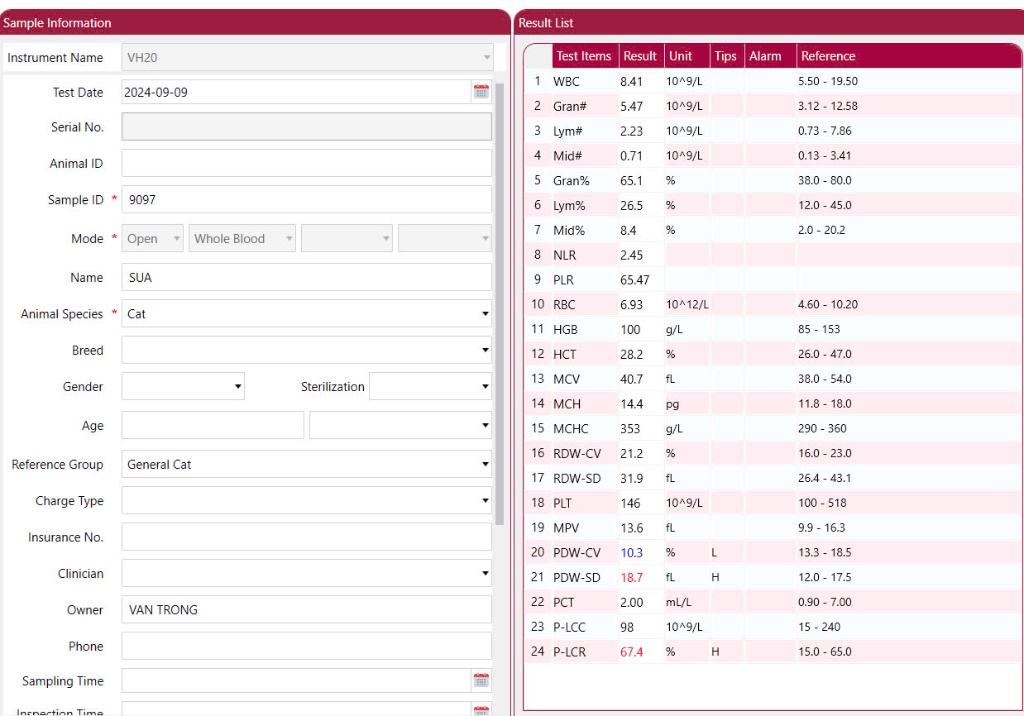 Sample Information
Instrument Name VH20
Test Date 2024-09-09
Serial No.
Animal ID
Sample ID * 9097
Mode * Open Whole Blood
Name SUA
Animal Species * Cat
Breed
Gender Sterilization
Age
Reference Group General Cat
Charge Type
Insurance No.
Clinician
Owner VAN TRONG
Phone
Sampling Time
Inspection Time
Result List
Test Items Result Unit Tips Alarm Reference
1 WBC 8.41 10^9/L 5.50 - 19.50
2 Gran# 5.47 10^9/L 3.12 - 12.58
3 Lym# 2.23 10^9/L 0.73 - 7.86
4 Mid# 0.71 10^9/L 0.13 - 3.41
5 Gran% 65.1 % 38.0 - 80.0
6 Lym% 26.5 % 12.0 - 45.0
7 Mid% 8.4 % 2.0 - 20.2
8 NLR 2.45
9 PLR 65.47
10 RBC 6.93 10^12/L 4.60 - 10.20
11 HGB 100 g/L 85 - 153
12 HCT 28.2 % 26.0 - 47.0
13 MCV 40.7 fL 38.0 - 54.0
14 MCH 14.4 pg 11.8 - 18.0
15 MCHC 353 g/L 290 - 360
16 RDW-CV 21.2 % 16.0 - 23.0
17 RDW-SD 31.9 fL 26.4 - 43.1
18 PLT 146 10^9/L 100 - 518
19 MPV 13.6 fL 9.9 - 16.3
20 PDW-CV 10.3 % L 13.3 - 18.5
21 PDW-SD 18.7 fL H 12.0 - 17.5
22 PCT 2.00 mL/L 0.90 - 7.00
23 P-LCC 98 10^9/L 15 - 240
24 P-LCR 67.4 % H 15.0 - 65.0